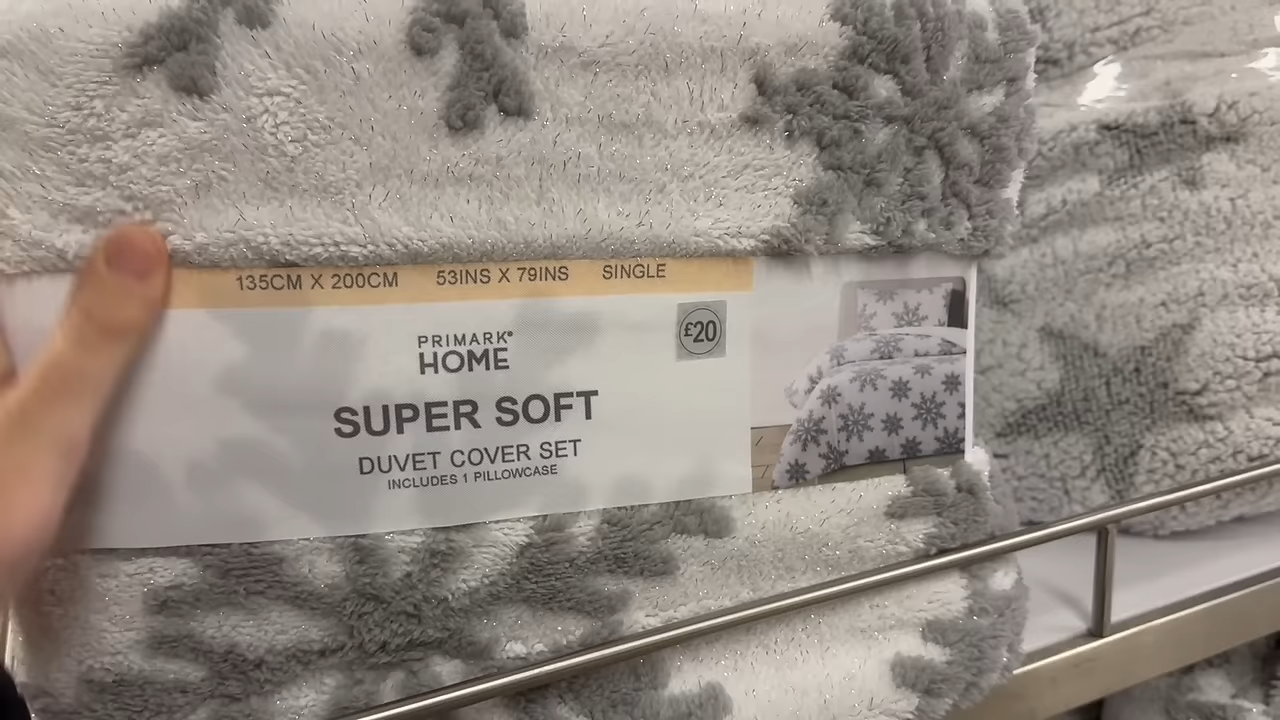 135CM X 200CM 53INS X 79INS SINGLE
£20
PRIMARK®
HOME
SUPER SOFT
DUVET COVER SET
INCLUDES 1 PILLOWCASE